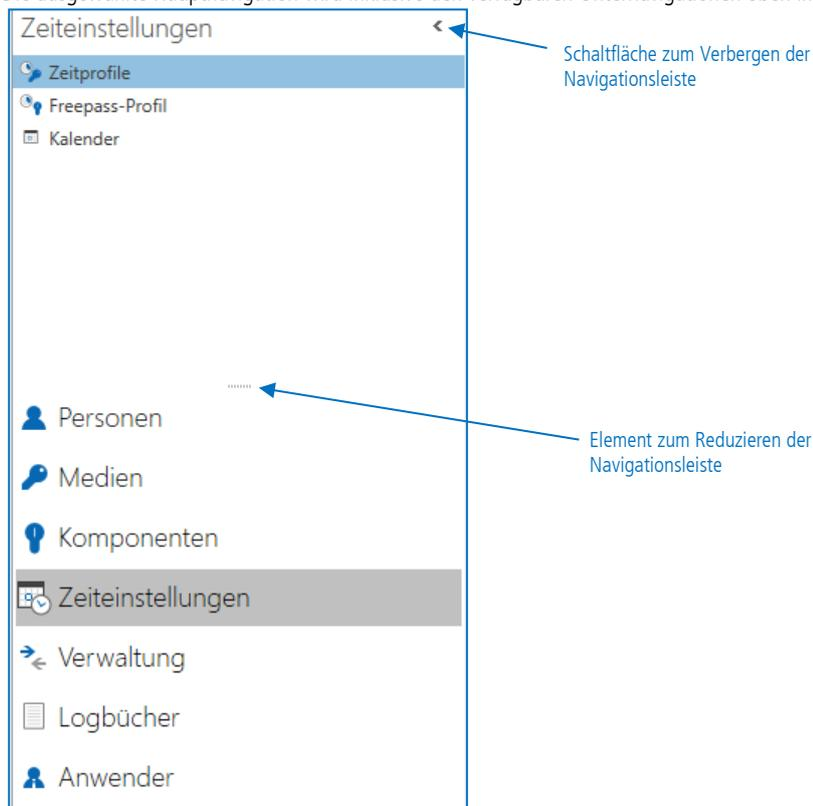 Zeiteinstellungen
Schaltfläche zum Verbergen der
Navigationsleiste
Zeitprofile
Freepass-Profil
Kalender
Personen
Element zum Reduzieren der
Navigationsleiste
Medien
Komponenten
Zeiteinstellungen
Verwaltung
Logbücher
Anwender